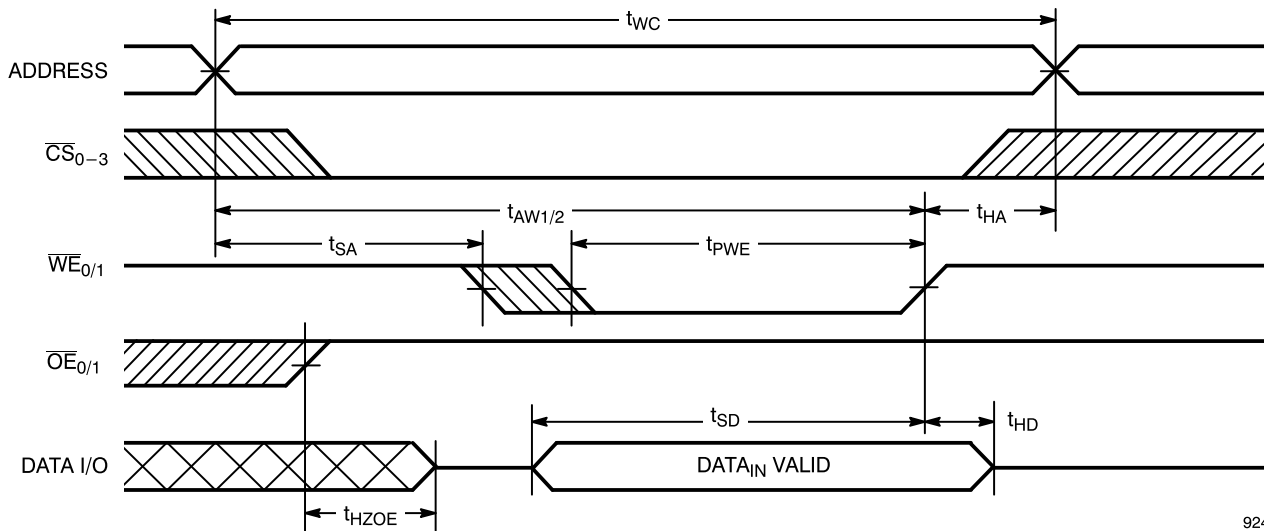 tWC
ADDRESS
CS0−3
tAW1/2
tHA
tSA
tPWE
WE0/1
OE0/1
tSD
tHD
DATA I/O
DATAIN VALID
tHZOE
924